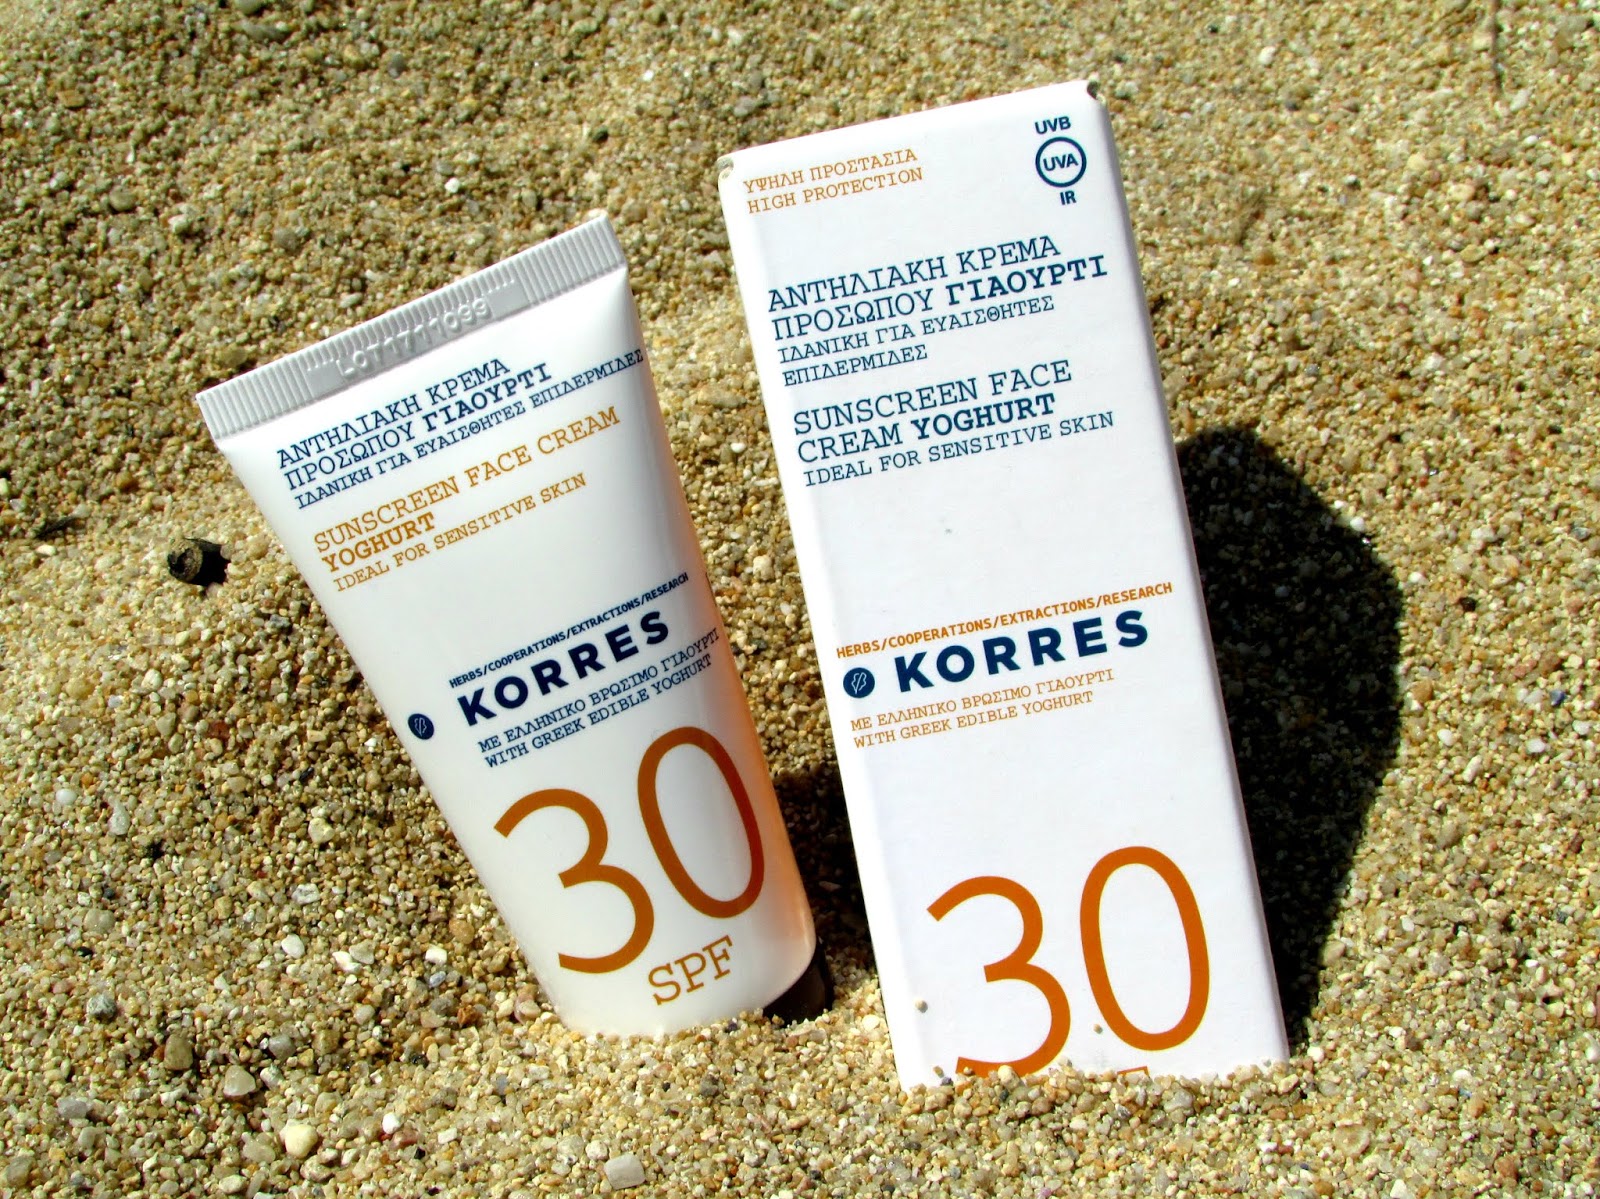 LOT1411099
ΑΝΤΗΛΙΑΚΗ ΚΡΕΜΑ
ΠΡΟΣΩΠΟΥ ΓΙΑΟΥΡΤΙ
ΙΔΑΝΙΚΗ ΓΙΑ ΕΥΑΙΣΘΗΤΕΣ ΕΠΙΔΕΡΜΙΔΕΣ
SUNSCREEN FACE CREAM
YOGHURT
IDEAL FOR SENSITIVE SKIN
HERBS/COOPERATIONS/EXTRACTIONS/RESEARCH
KORRES
ΜΕ ΕΛΛΗΝΙΚΟ ΒΡΩΣΙΜΟ ΓΙΑΟΥΡΤΙ
WITH GREEK EDIBLE YOGHURT
30
SPF
ΥΨΗΛΗ ΠΡΟΣΤΑΣΙΑ
HIGH PROTECTION
UVB
UVA
IR
ΑΝΤΗΛΙΑΚΗ ΚΡΕΜΑ
ΠΡΟΣΩΠΟΥ ΓΙΑΟΥΡΤΙ
ΙΔΑΝΙΚΗ ΓΙΑ ΕΥΑΙΣΘΗΤΕΣ
ΕΠΙΔΕΡΜΙΔΕΣ
SUNSCREEN FACE
CREAM YOGHURT
IDEAL FOR SENSITIVE SKIN
HERBS/COOPERATIONS/EXTRACTIONS/RESEARCH
KORRES
ΜΕ ΕΛΛΗΝΙΚΟ ΒΡΩΣΙΜΟ ΓΙΑΟΥΡΤΙ
WITH GREEK EDIBLE YOGHURT
30